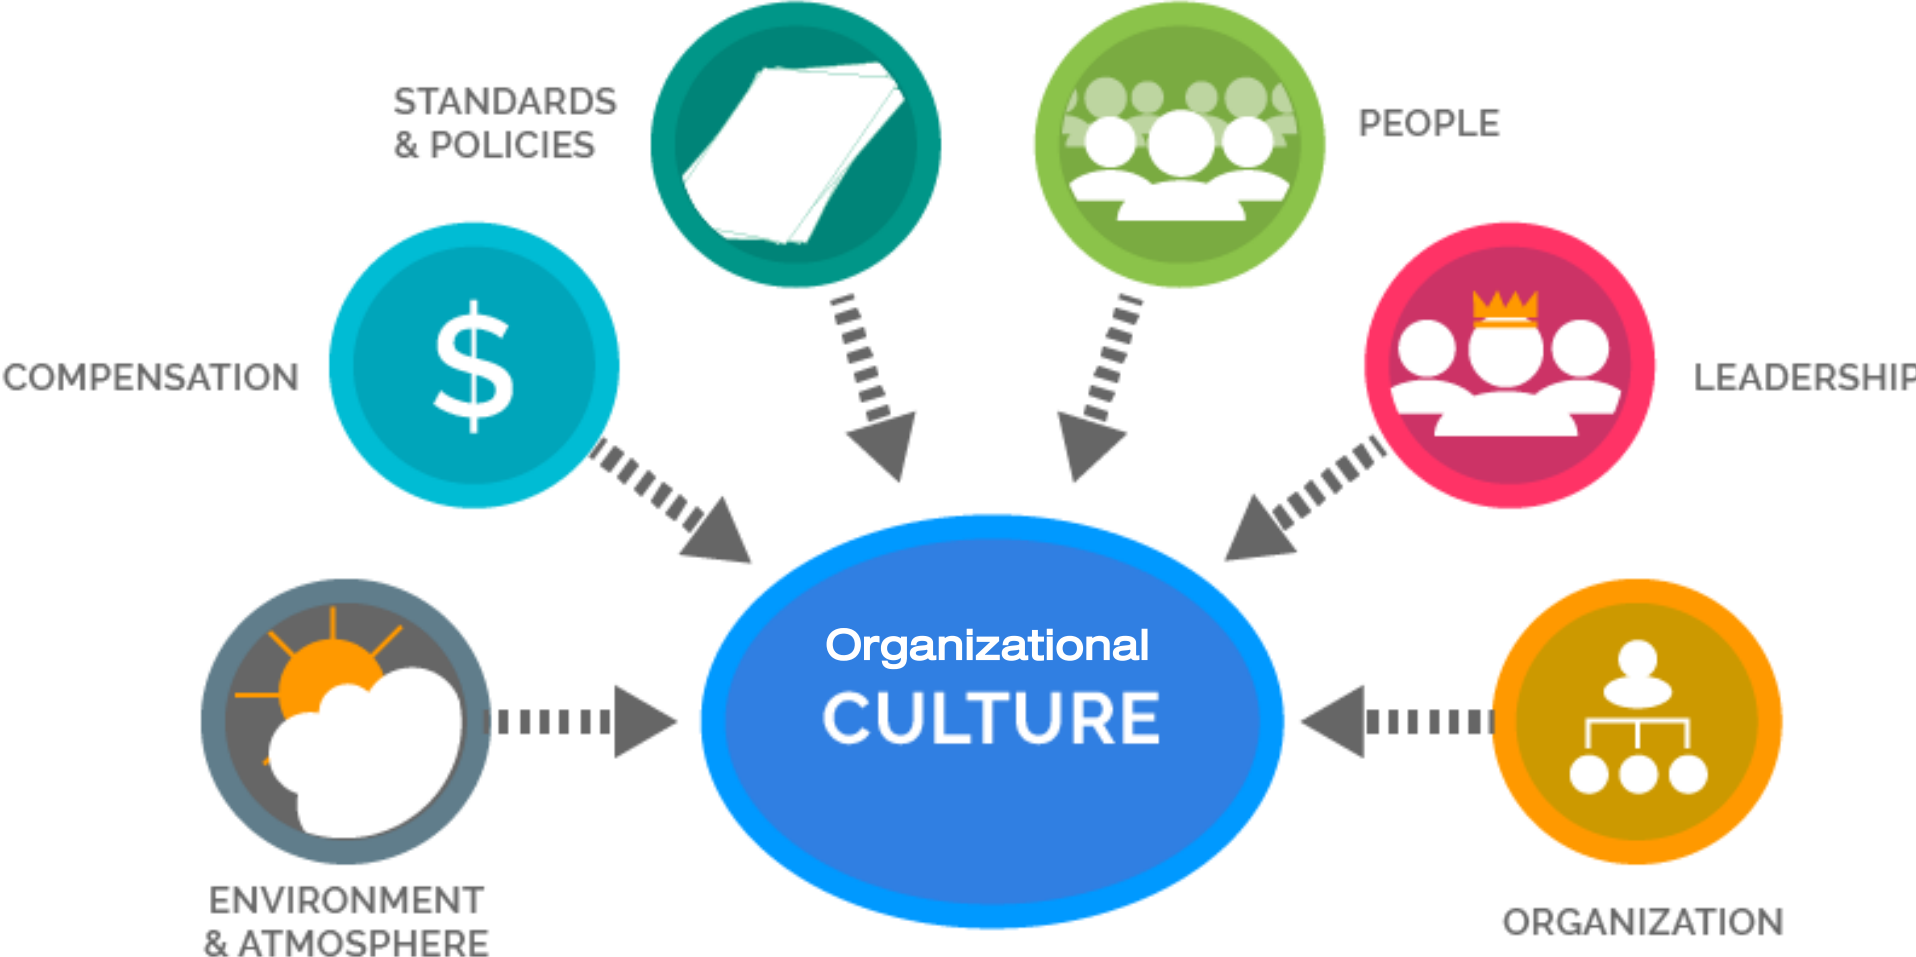 STANDARDS
& POLICIES
PEOPLE
COMPENSATION
$
LEADERSHIP
Organizational
CULTURE
ENVIRONMENT
& ATMOSPHERE
ORGANIZATION